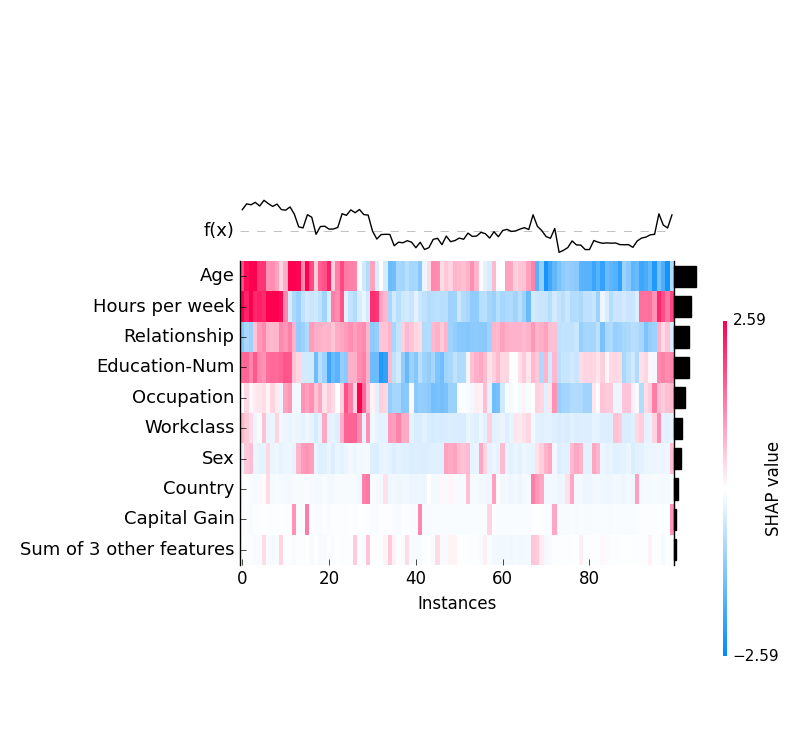 f(x)
Age
Hours per week
Relationship
Education-Num
Occupation
Workclass
Sex
Country
Capital Gain
Sum of 3 other features
0 20 40 60 80
Instances
2.59
SHAP value
−2.59